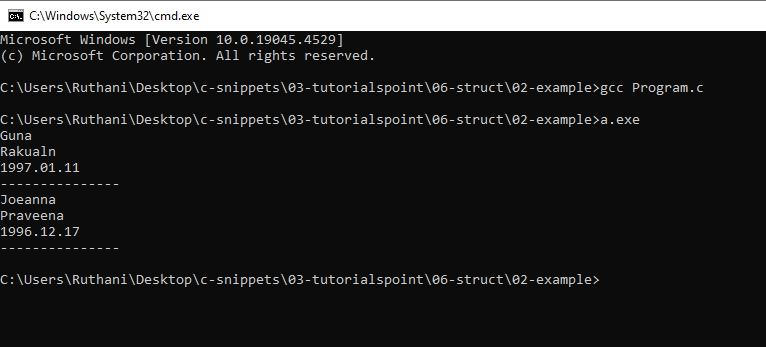 C:\Windows\System32\cmd.exe
Microsoft Windows [Version 10.0.19045.4529]
(c) Microsoft Corporation. All rights reserved.
C:\Users\Ruthani\Desktop\c-snippets\03-tutorialspoint\06-struct\02-example>gcc Program.c
C:\Users\Ruthani\Desktop\c-snippets\03-tutorialspoint\06-struct\02-example>a.exe
Guna
Rakualn
1997.01.11
---------------
Joeanna
Praveena
1996.12.17
---------------
C:\Users\Ruthani\Desktop\c-snippets\03-tutorialspoint\06-struct\02-example>